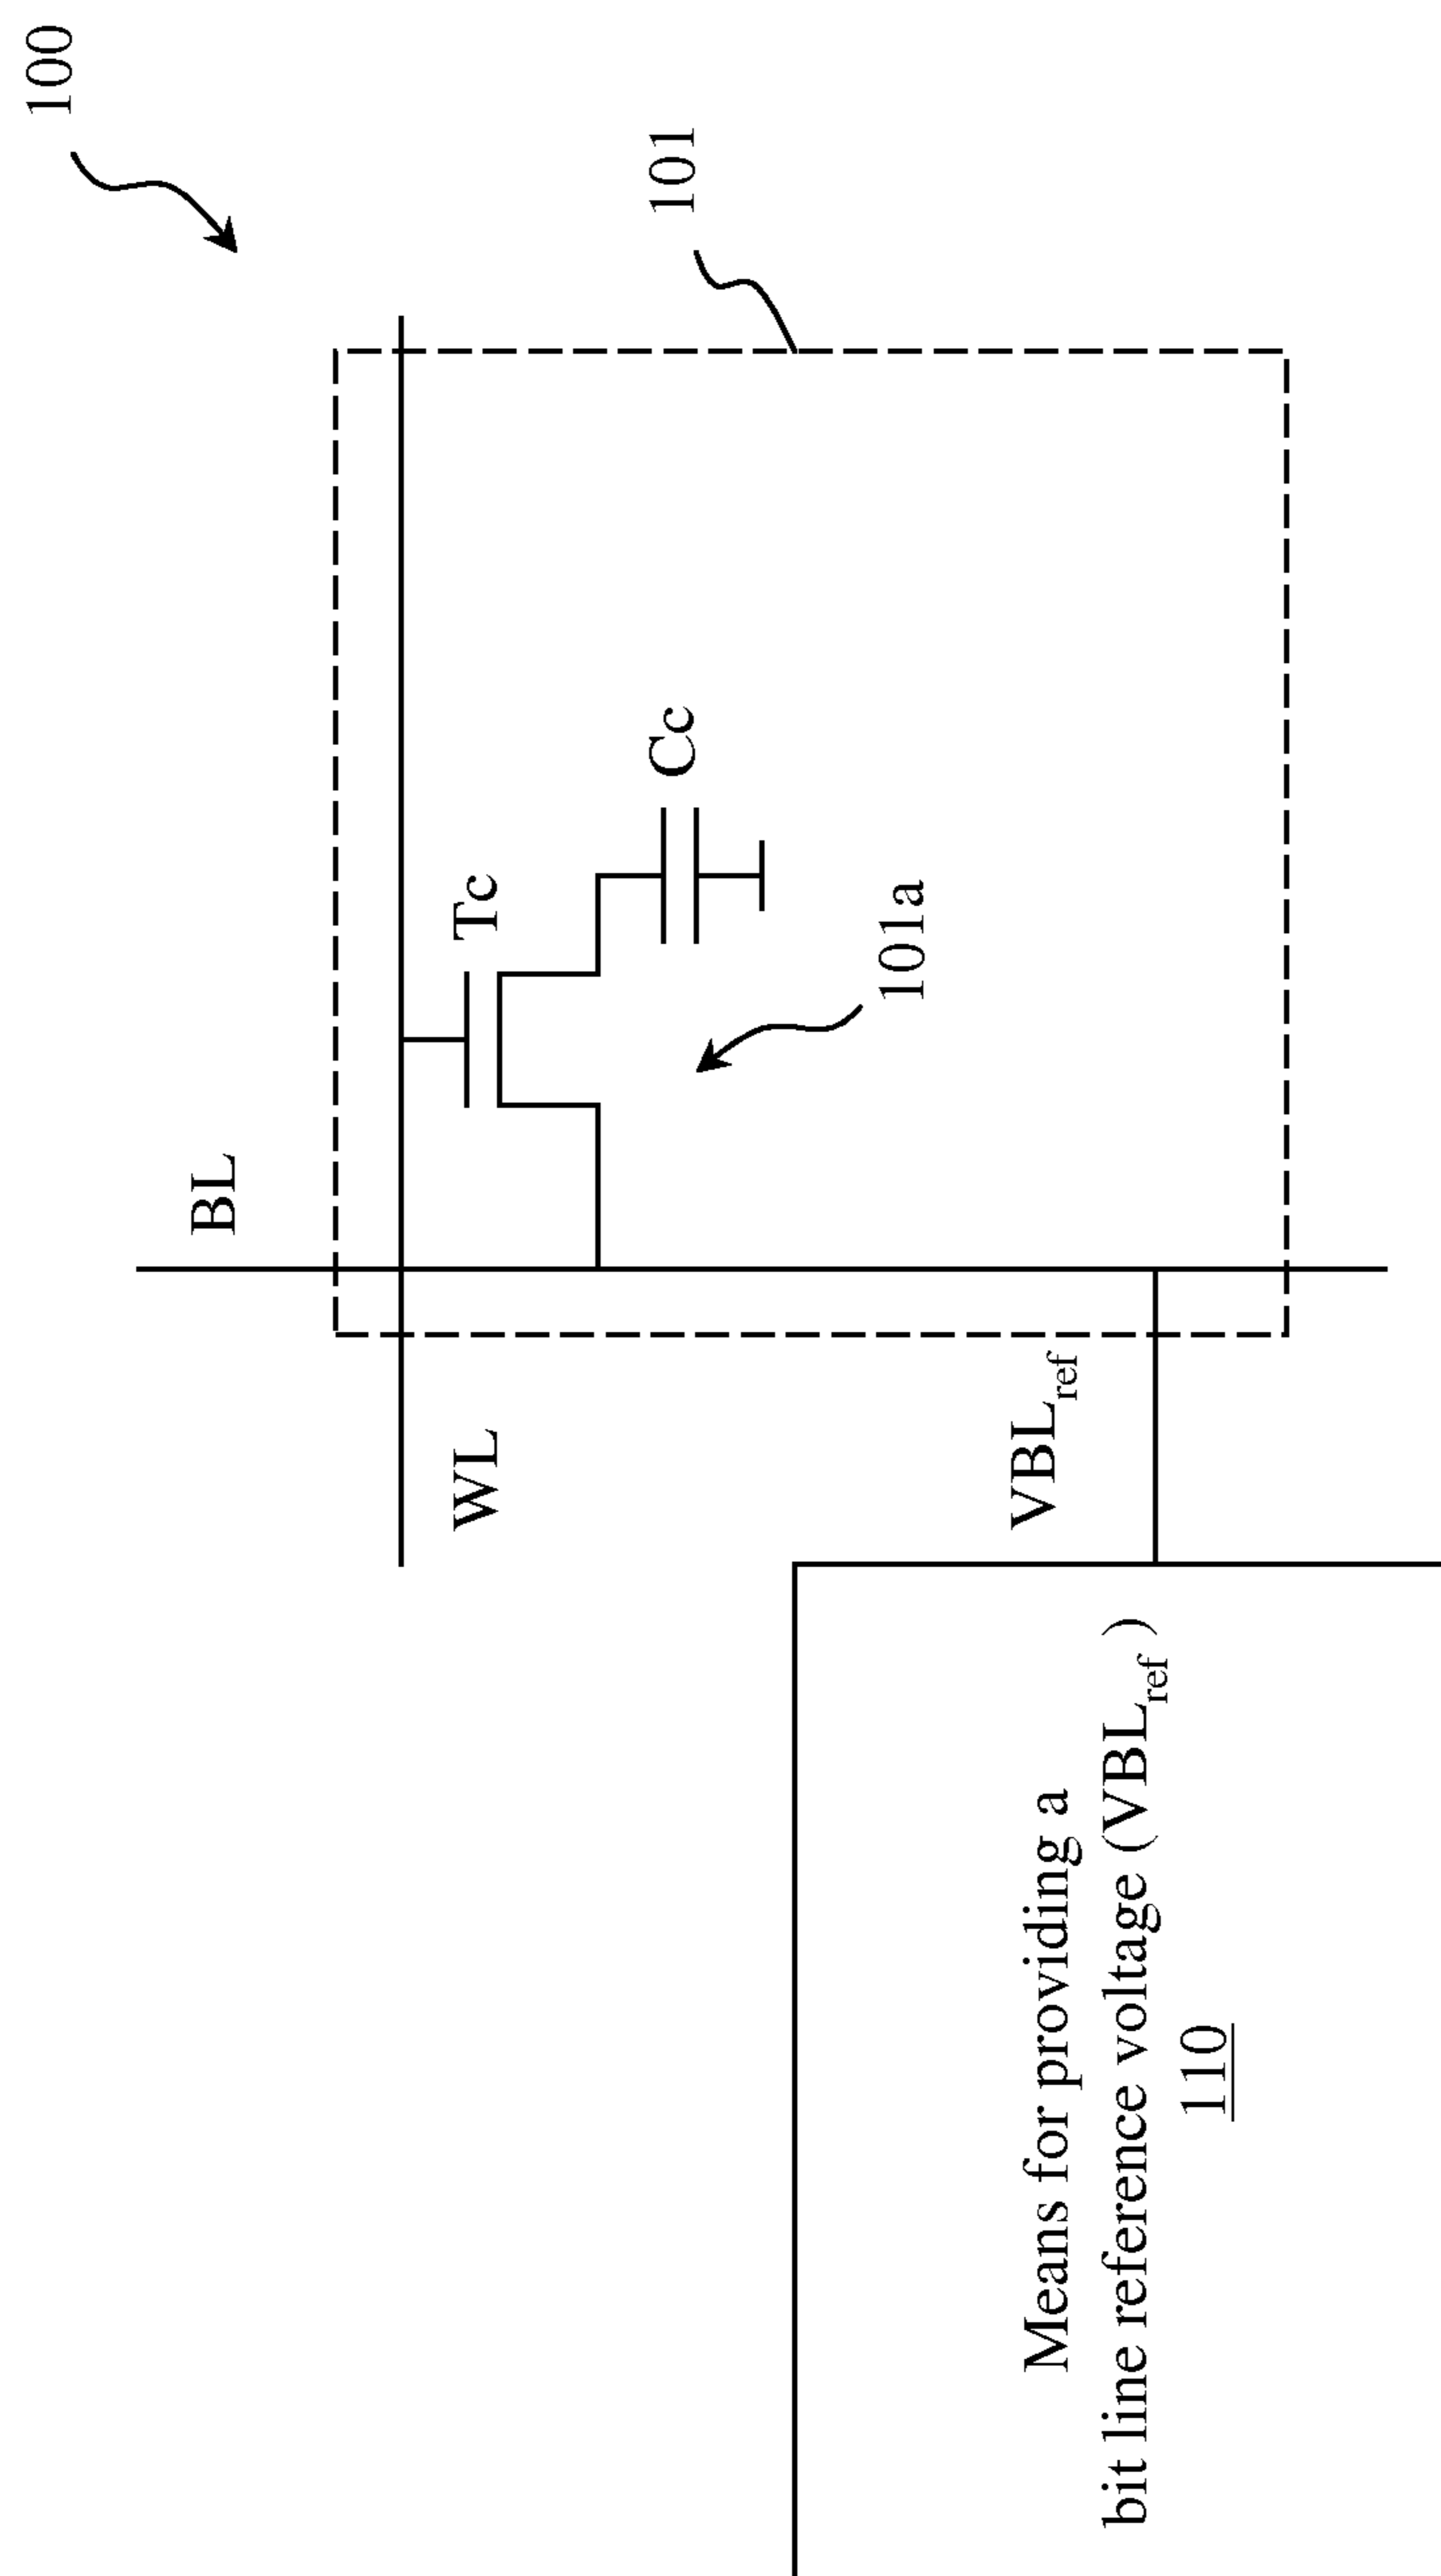 100
BL
101
WL
Tc
Cc
101a
VBLref
Means for providing a
bit line reference voltage (VBLref)
110